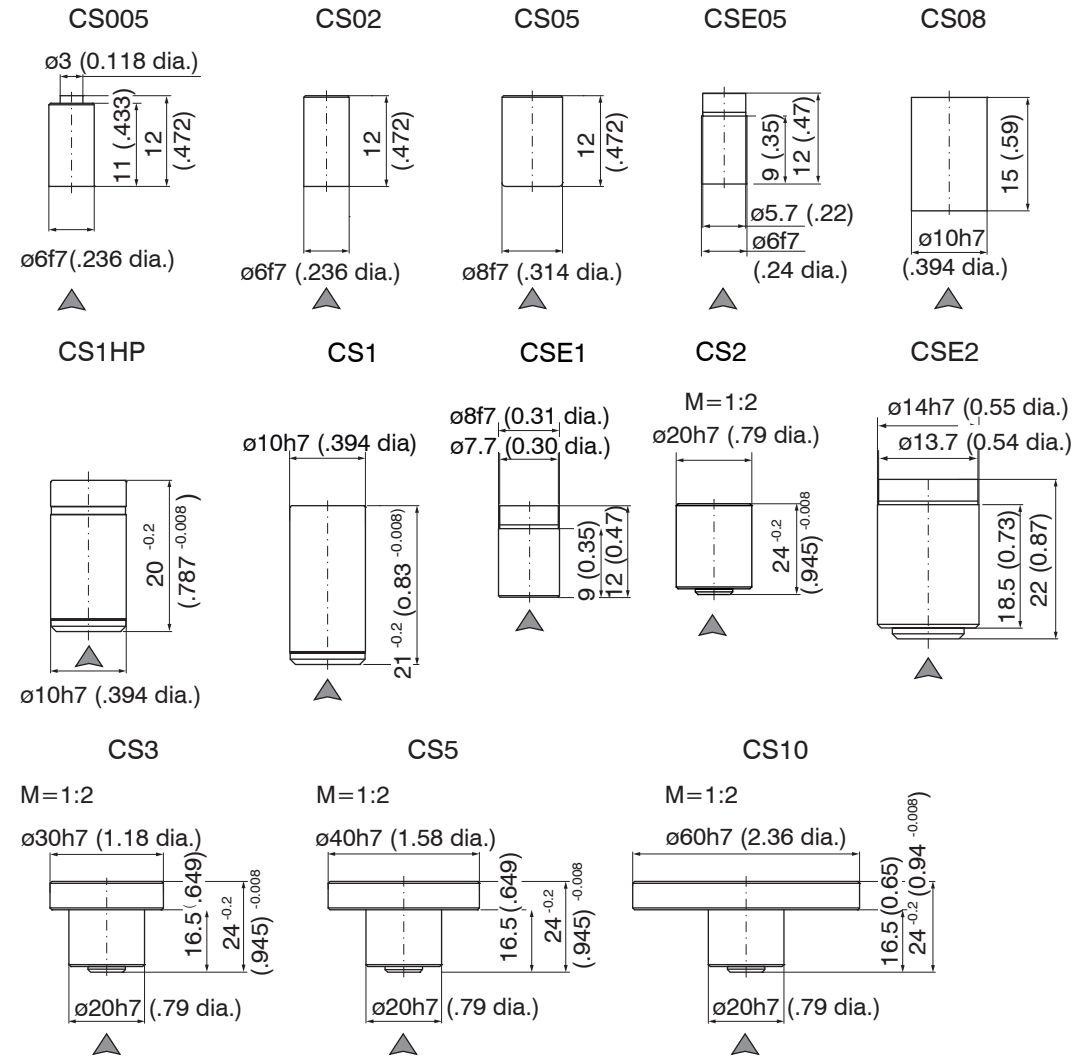 CS005
ø3 (0.118 dia.)
11 (.433)
12
(.472)
ø6f7(.236 dia.)
CS02
12
(.472)
ø6f7 (.236 dia.)
CS05
12
(.472)
ø8f7 (.314 dia.)
CSE05
9 (.35)
12 (.47)
ø5.7 (.22)
ø6f7
(.24 dia.)
CS08
15 (.59)
ø10h7
(.394 dia.)
CS1HP
20 -0.2
(.787 -0.008 )
ø10h7 (.394 dia.)
CS1
ø10h7 (.394 dia)
21 -0.2 (o.83 -0.008)
CSE1
ø8f7 (0.31 dia.)
ø7.7 (0.30 dia.)
9 (0.35)
12 (0.47)
CS2
M=1:2
ø20h7 (.79 dia.)
24 -0.2
(.945) -0.008
CSE2
ø14h7 (0.55 dia.)
ø13.7 (0.54 dia.)
18.5 (0.73)
22 (0.87)
CS3
M=1:2
ø30h7 (1.18 dia.)
16.5 (.649)
24 -0.2
(.945) -0.008
ø20h7 (.79 dia.)
CS5
M=1:2
ø40h7 (1.58 dia.)
16.5 (.649)
24 -0.2
(.945) -0.008
ø20h7 (.79 dia.)
CS10
M=1:2
ø60h7 (2.36 dia.)
16.5 (0.65)
24 -0.2 (0.94 -0.008)
ø20h7 (.79 dia.)